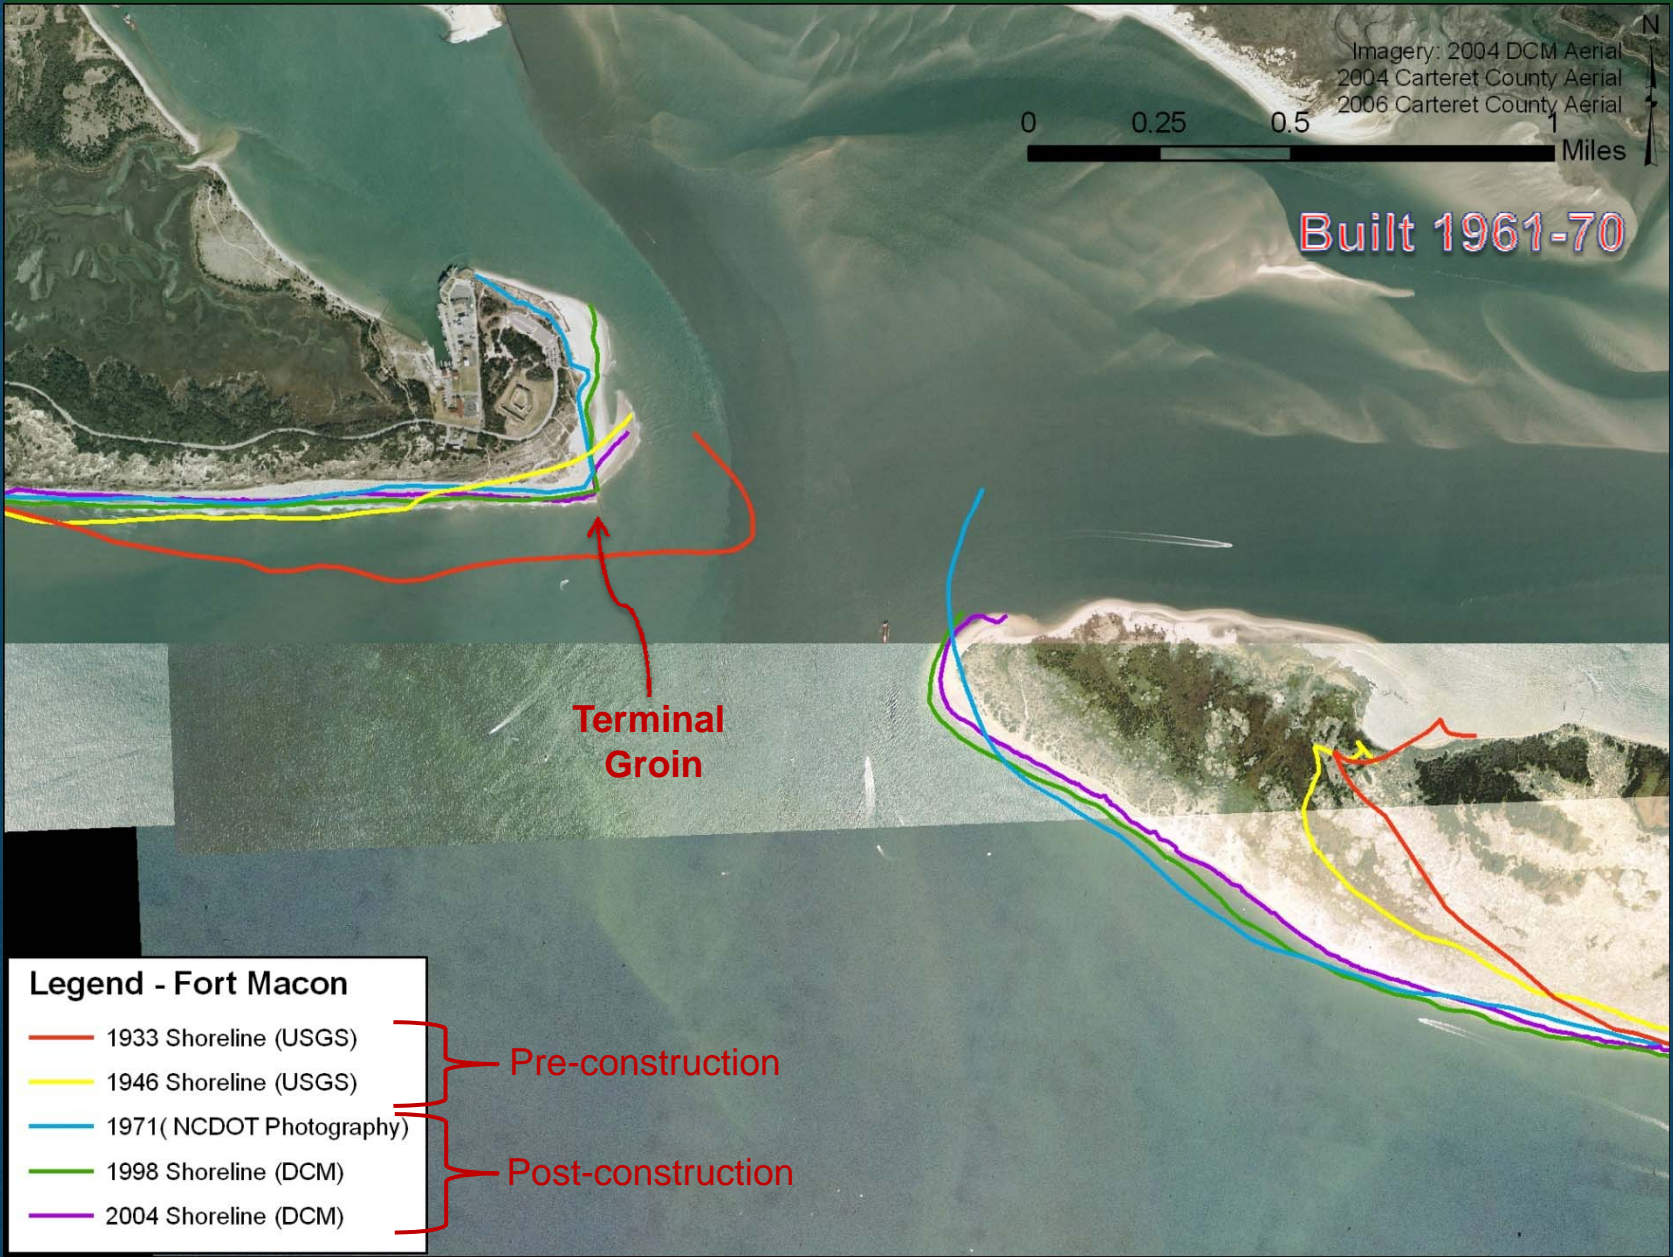 N
Imagery: 2004 DCM Aerial
2004 Carteret County Aerial
2006 Carteret County Aerial
0 0.25 0.5 1
Miles
Built 1961-70
Terminal
Groin
Legend - Fort Macon
1933 Shoreline (USGS)
1946 Shoreline (USGS)
Pre-construction
1971( NCDOT Photography)
1998 Shoreline (DCM)
2004 Shoreline (DCM)
Post-construction